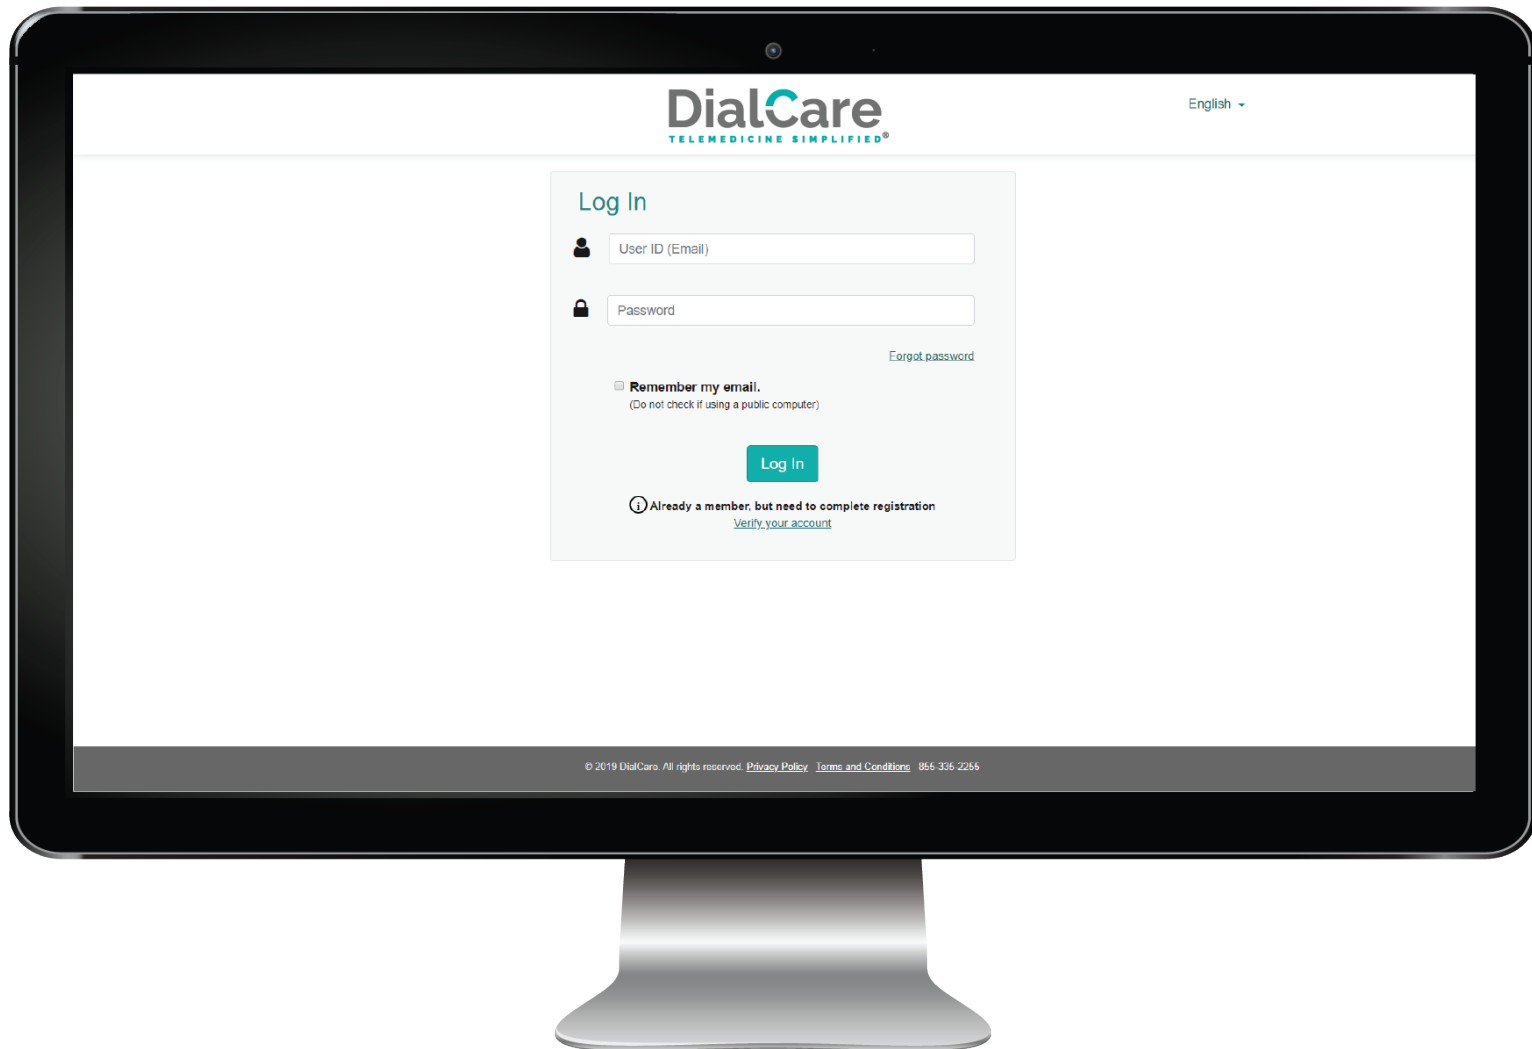 DialCare
TELEMEDICINE SIMPLIFIED®
English
Log In
User ID (Email)
Password
Forgot password
Remember my email.
(Do not check if using a public computer)
Log In
Already a member, but need to complete registration
Verify your account
© 2019 DialCare. All rights reserved. Privacy Policy Terms and Conditions 855-335-2255